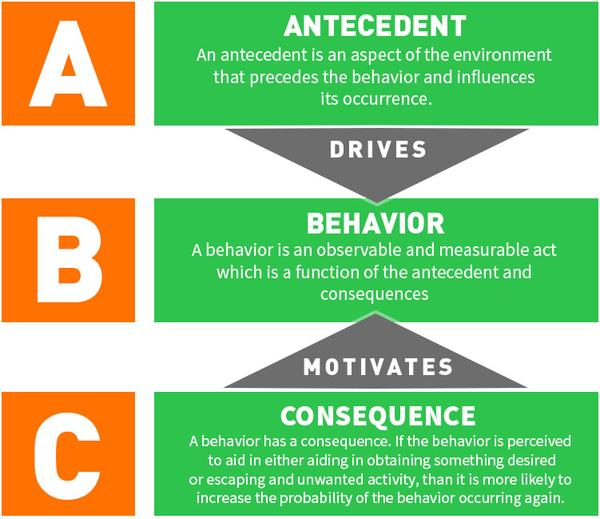 A
ANTECEDENT
An antecedent is an aspect of the environment
that precedes the behavior and influences
its occurrence.
DRIVES
B
BEHAVIOR
A behavior is an observable and measurable act
which is a function of the antecedent and
consequences
MOTIVATES
C
CONSEQUENCE
A behavior has a consequence. If the behavior is perceived
to aid in either aiding in obtaining something desired
or escaping and unwanted activity, than it is more likely to
increase the probability of the behavior occurring again.